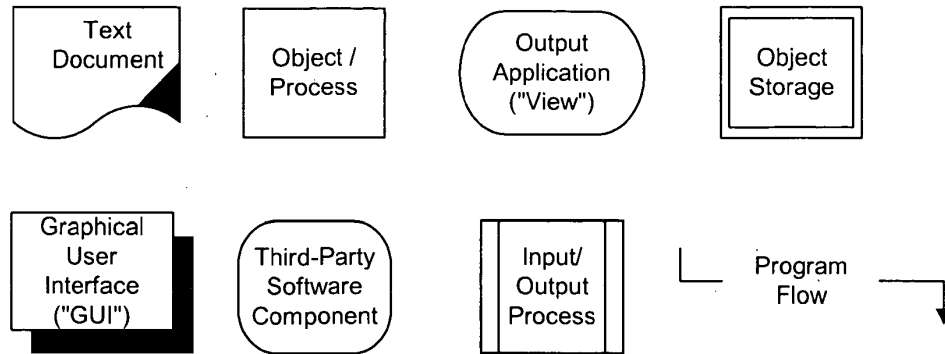 Text
Document
Object /
Process
Output
Application
("View")
Object
Storage
Graphical
User
Interface
("GUI")
Third-Party
Software
Component
Input/
Output
Process
Program
Flow